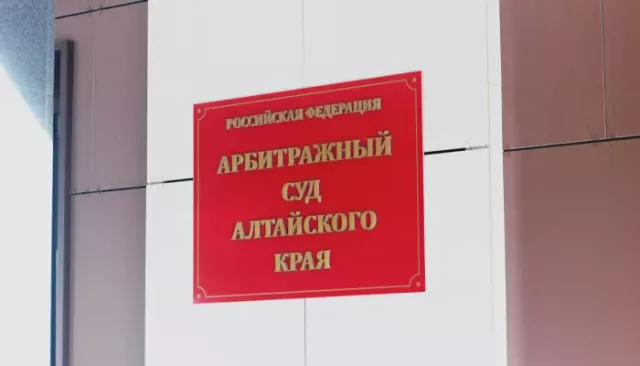 РОССИЙСКАЯ ФЕДЕРАЦИЯ
АРБИТРАЖНЫЙ
СУД
АЛТАЙСКОГО
КРАЯ